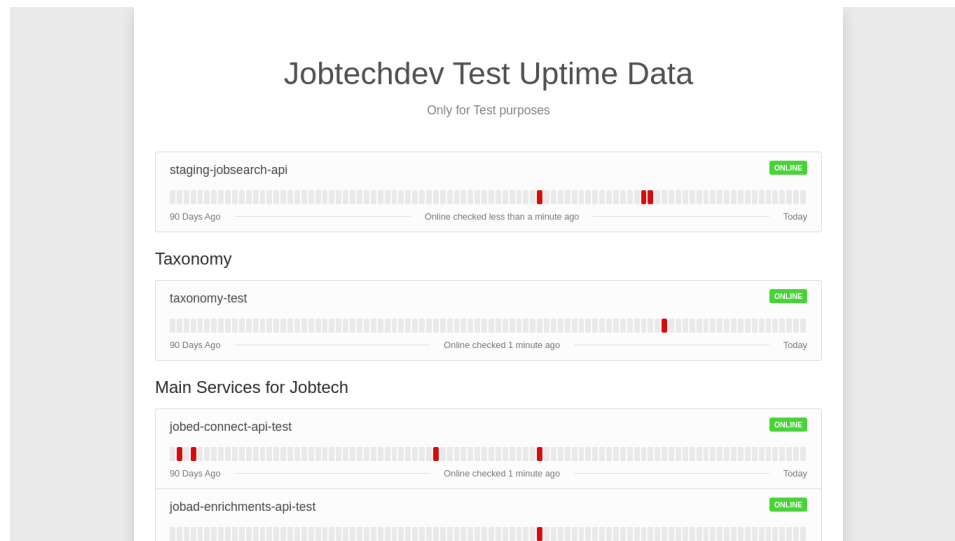 Jobtechdev Test Uptime Data
Only for Test purposes
staging-jobsearch-api ONLINE
90 Days Ago Online checked less than a minute ago Today
Taxonomy
taxonomy-test ONLINE
90 Days Ago Online checked 1 minute ago Today
Main Services for Jobtech
jobed-connect-api-test ONLINE
90 Days Ago Online checked 1 minute ago Today
jobad-enrichments-api-test ONLINE